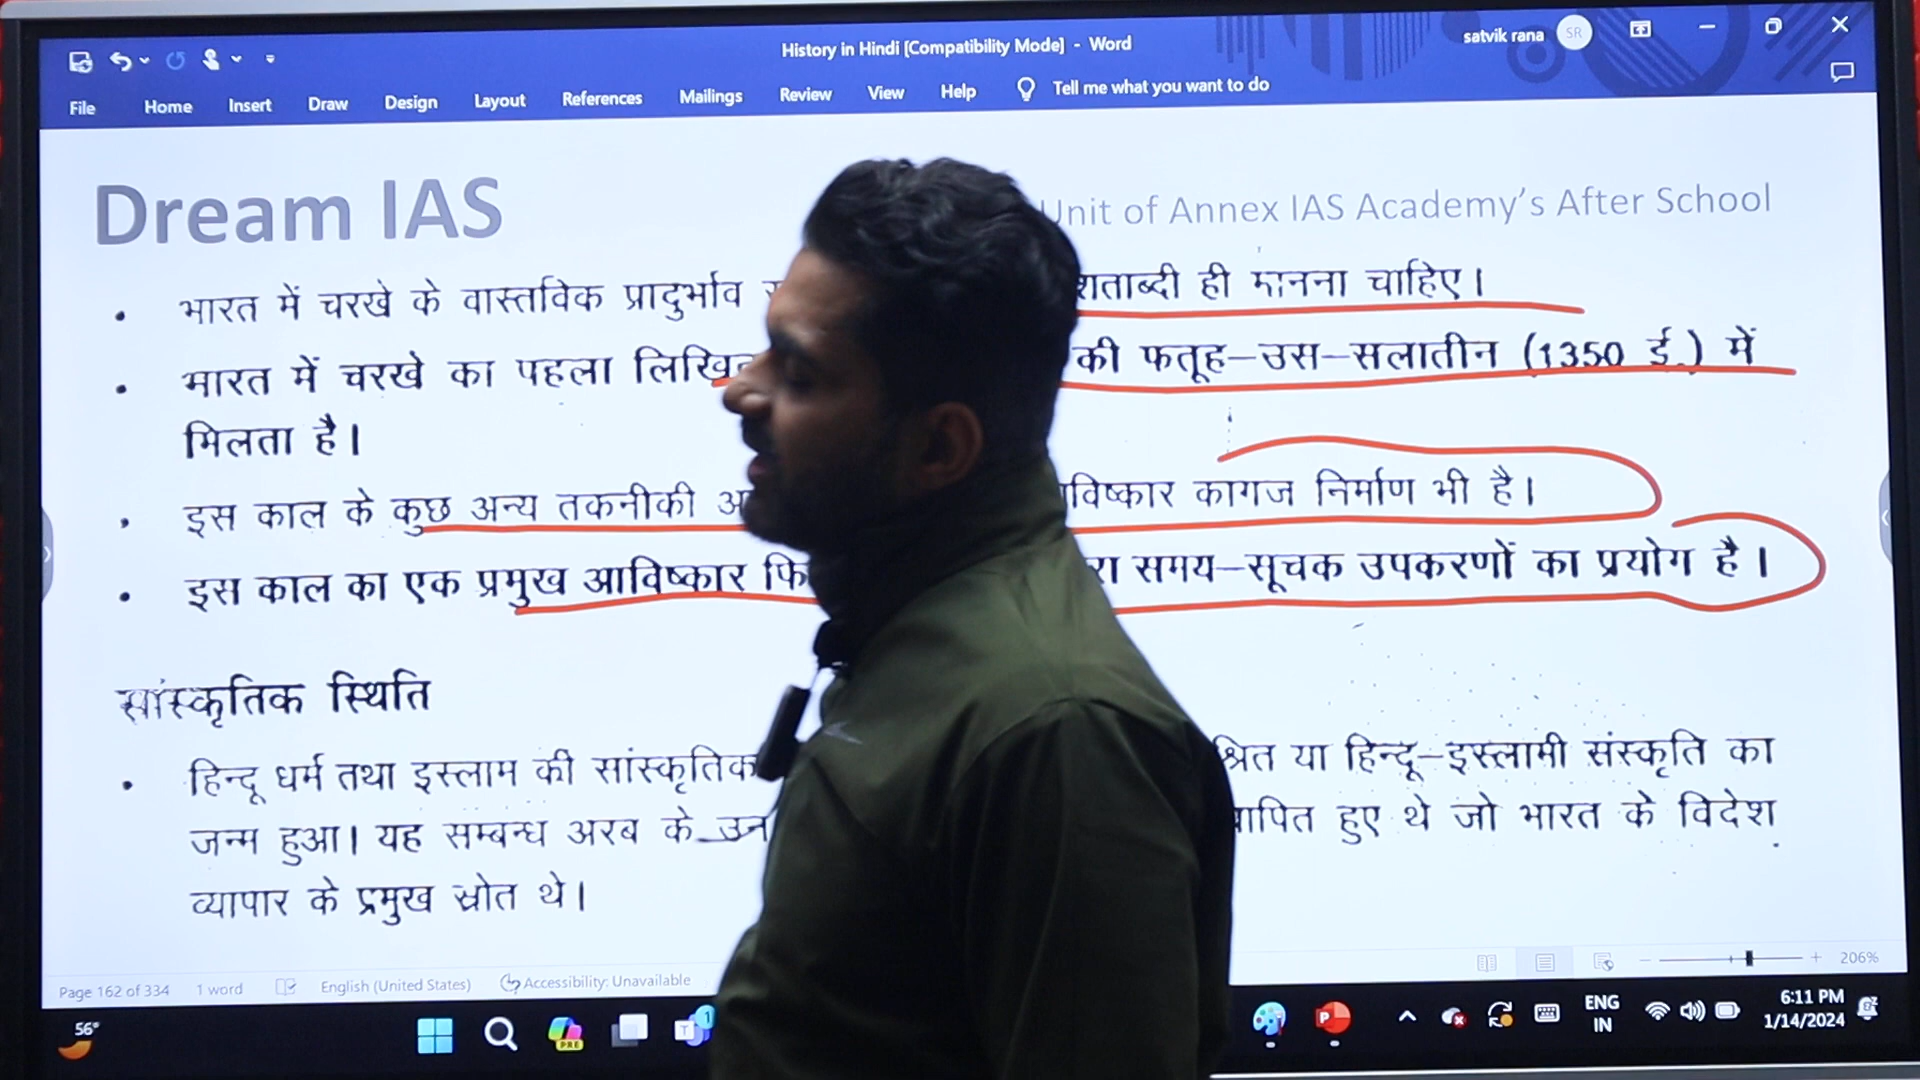 History in Hindi [Compatibility Mode] - Word
satvik rana
SR
File Home Insert Draw Design Layout References Mailings Review View Help Tell me what you want to do
Dream IAS Unit of Annex IAS Academy's After School
• भारत में चरखे के वास्तविक प्रादुर्भाव शताब्दी ही मानना चाहिए।
• भारत में चरखे का पहला की फतूह–उस–सलातीन (1350 ई.) में
मिलता है।
• इस काल के कुछ अन्य तकनीकी कागज निर्माण भी है।
• इस काल का एक प्रमुख आविष्कार समय–सूचक उपकरणों का प्रयोग है।
सांस्कृतिक स्थिति
• हिन्दू धर्म तथा इस्लाम की या हिन्दू–इस्लामी संस्कृति का
जन्म हुआ। यह सम्बन्ध अरब के उन हुए थे जो भारत के विदेश
व्यापार के प्रमुख स्रोत थे।
Page 162 of 334 1 word English (United States) Accessibility: Unavailable 206%
56°
PRE
T
1
P
ENG
IN
6:11 PM
1/14/2024